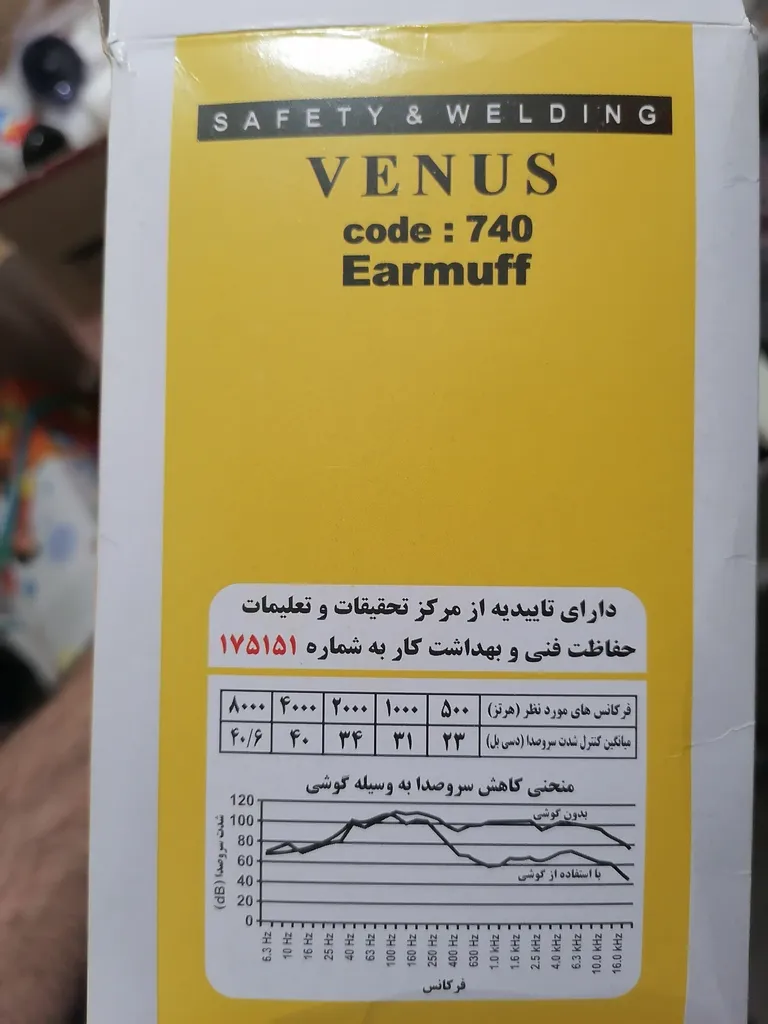 SAFETY & WELDING
VENUS
code : 740
Earmuff
دارای تاییدیه از مرکز تحقیقات و تعلیمات
حفاظت فنی و بهداشت کار به شماره ۱۷۵۱۵۱
فرکانس های مورد نظر (هرتز) ۵۰۰ ۱۰۰۰ ۲۰۰۰ ۴۰۰۰ ۸۰۰۰
میانگین کنترل شدت سروصدا (دسی بل) ۲۳ ۳۱ ۳۴ ۴۰ ۴۰/۶
منحنی کاهش سروصدا به وسیله گوشی
شدت سروصدا (dB)
120
100
80
60
40
20
0
بدون گوشی
با استفاده از گوشی
6.3 Hz 10 Hz 16 Hz 25 Hz 40 Hz 63 Hz 100 Hz 160 Hz 250 Hz 400 Hz 630 Hz 1.0 kHz 1.6 kHz 2.5 kHz 4.0 kHz 6.3 kHz 10.0 kHz 16.0 kHz
فرکانس